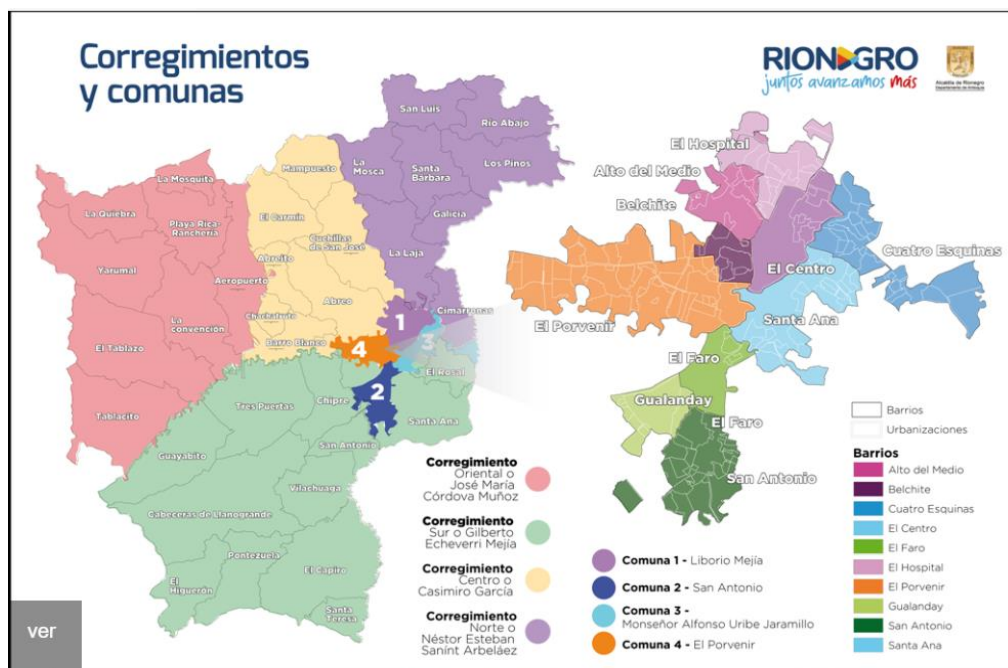 Corregimientos
y comunas
RIONEGRO
juntos avanzamos más
Alcaldía de Rionegro
Departamento de Antioquia
San Luis
Río Abajo
Mampuesto
La
Mosca
Santa
Bárbara
Los Pinos
La Mosquita
La Quiebra
Playa Rica-
Ranchería
El Carmín
Galicia
Cuchillas
de San José
La Laja
Yarumal
Abreito
Aeropuerto
Abreo
Cimarronas
Chachafruto
La
convención
1
3
El Tablazo
Barro Blanco
4
El Rosal
2
Tablacito
Tres Puertas
Chipre
Santa Ana
San Antonio
Guayabito
Vilachuaga
Cabeceras de Llanogrande
Pontezuela
El Capiro
El
Higuerón
Santa
Teresa
El Hospital
Alto del Medio
Belchite
Cuatro Esquinas
El Centro
El Porvenir
Santa Ana
El Faro
Gualanday
El Faro
San Antonio
Corregimiento
Oriental o
José María
Córdova Muñoz
Corregimiento
Sur o Gilberto
Echeverri Mejía
Corregimiento
Centro o
Casimiro García
Corregimiento
Norte o
Néstor Esteban
Sanínt Arbeláez
Comuna 1 - Liborio Mejía
Comuna 2 - San Antonio
Comuna 3 -
Monseñor Alfonso Uribe Jaramillo
Comuna 4 - El Porvenir
Barrios
Urbanizaciones
Barrios
Alto del Medio
Belchite
Cuatro Esquinas
El Centro
El Faro
El Hospital
El Porvenir
Gualanday
San Antonio
Santa Ana
ver